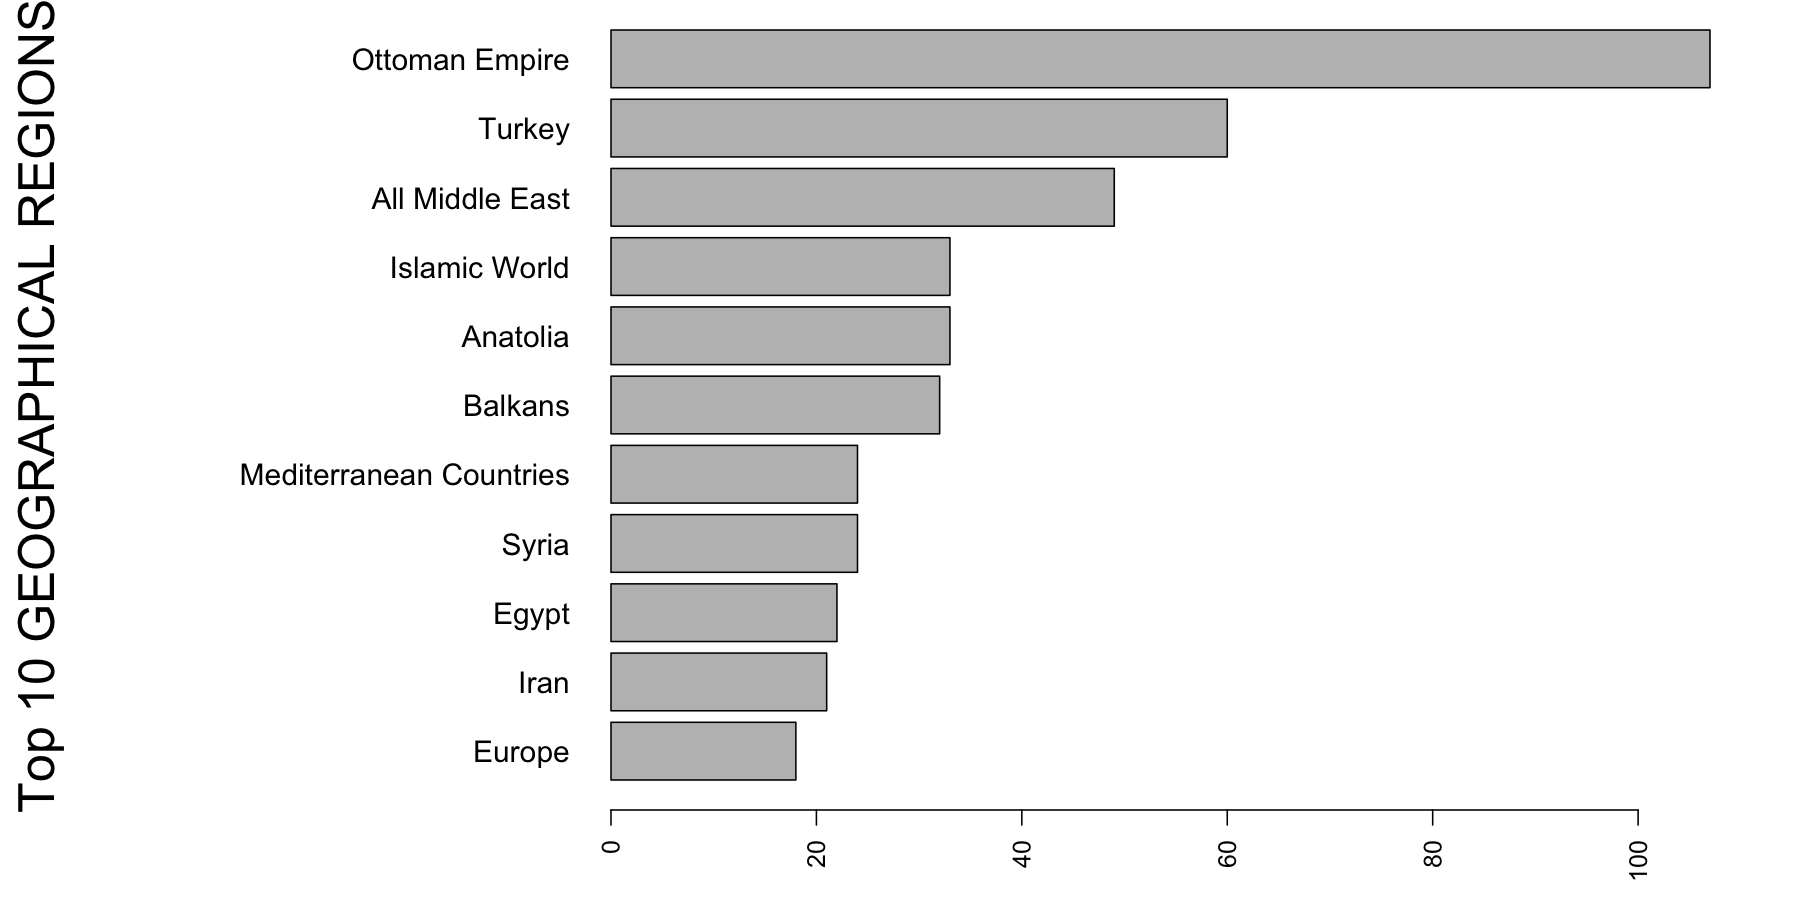 Top 10 GEOGRAPHICAL REGIONS
Ottoman Empire
Turkey
All Middle East
Islamic World
Anatolia
Balkans
Mediterranean Countries
Syria
Egypt
Iran
Europe
0 20 40 60 80 100